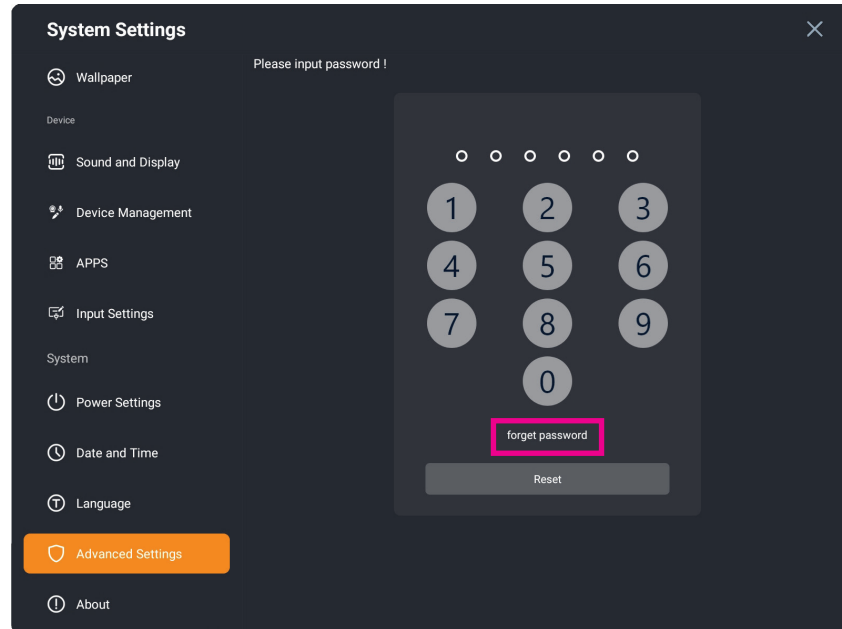 System Settings
Wallpaper
Device
Sound and Display
Device Management
APPS
Input Settings
System
Power Settings
Date and Time
Language
Advanced Settings
About
Please input password !
1 2 3
4 5 6
7 8 9
0
forget password
Reset